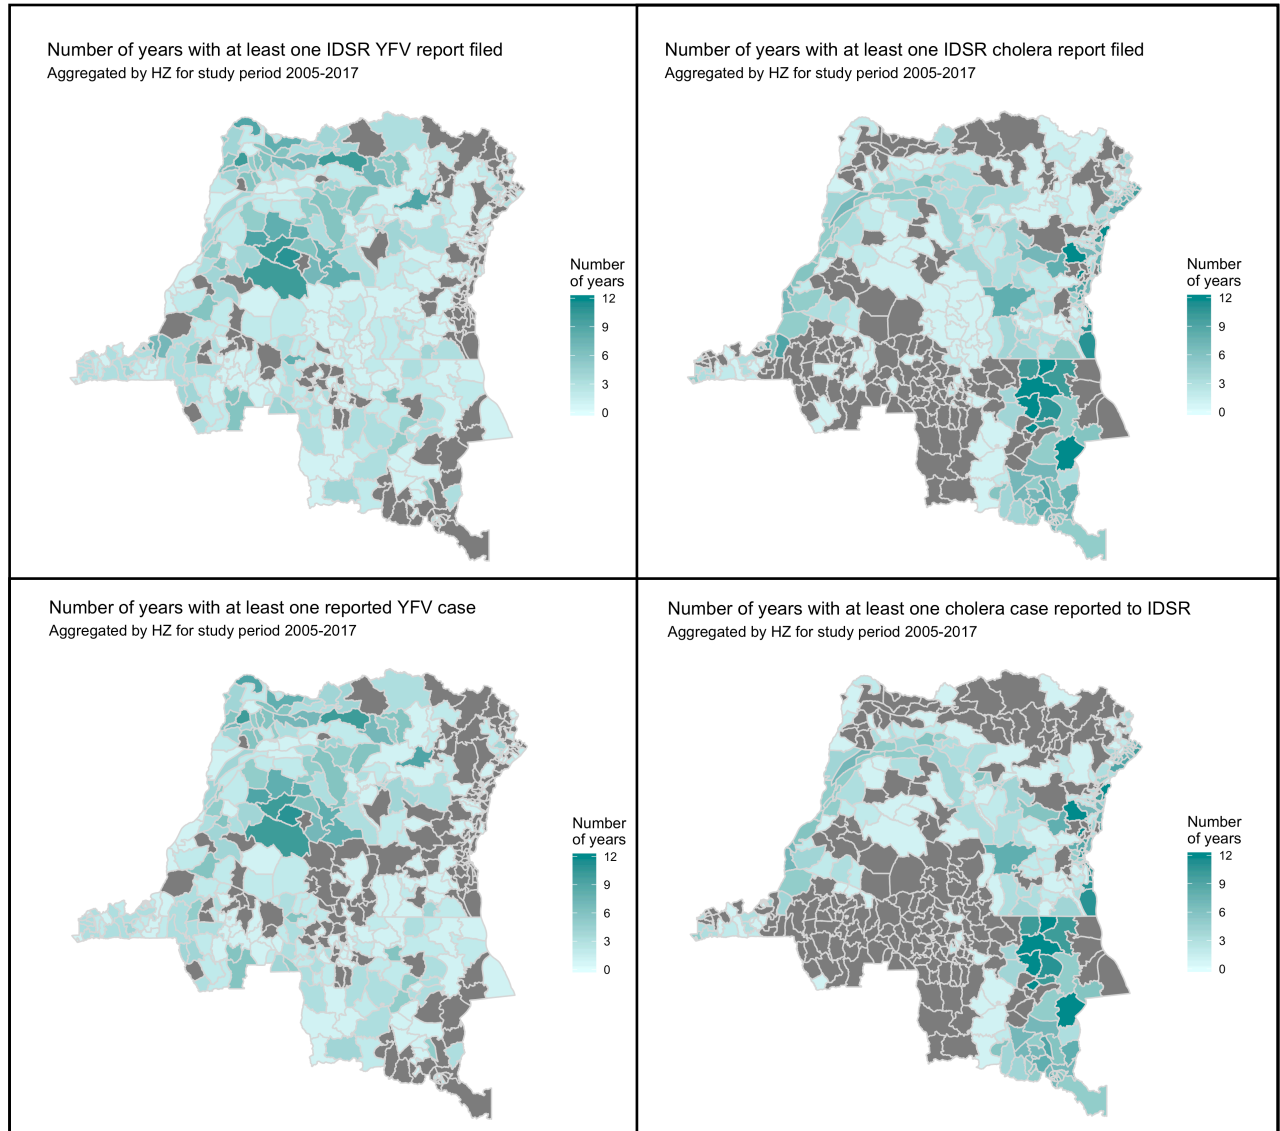 Number of years with at least one IDSR YFV report filed
Aggregated by HZ for study period 2005-2017
Number
of years
12
9
6
3
0
Number of years with at least one IDSR cholera report filed
Aggregated by HZ for study period 2005-2017
Number
of years
12
9
6
3
0
Number of years with at least one reported YFV case
Aggregated by HZ for study period 2005-2017
Number
of years
12
9
6
3
0
Number of years with at least one cholera case reported to IDSR
Aggregated by HZ for study period 2005-2017
Number
of years
12
9
6
3
0